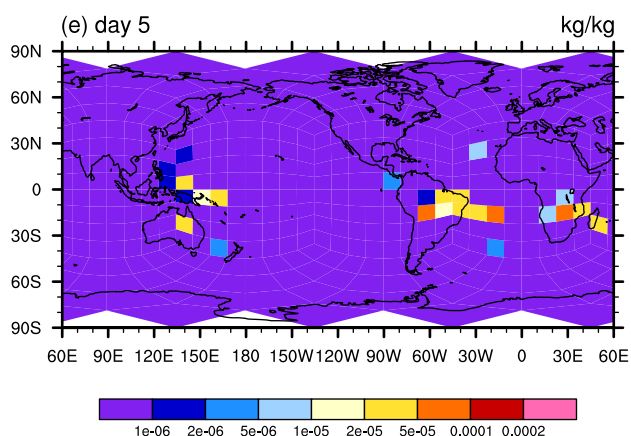 (e) day 5 kg/kg
90N
60N
30N
0
30S
60S
90S
60E 90E 120E 150E 180 150W 120W 90W 60W 30W 0 30E 60E
1e-06 2e-06 5e-06 1e-05 2e-05 5e-05 0.0001 0.0002